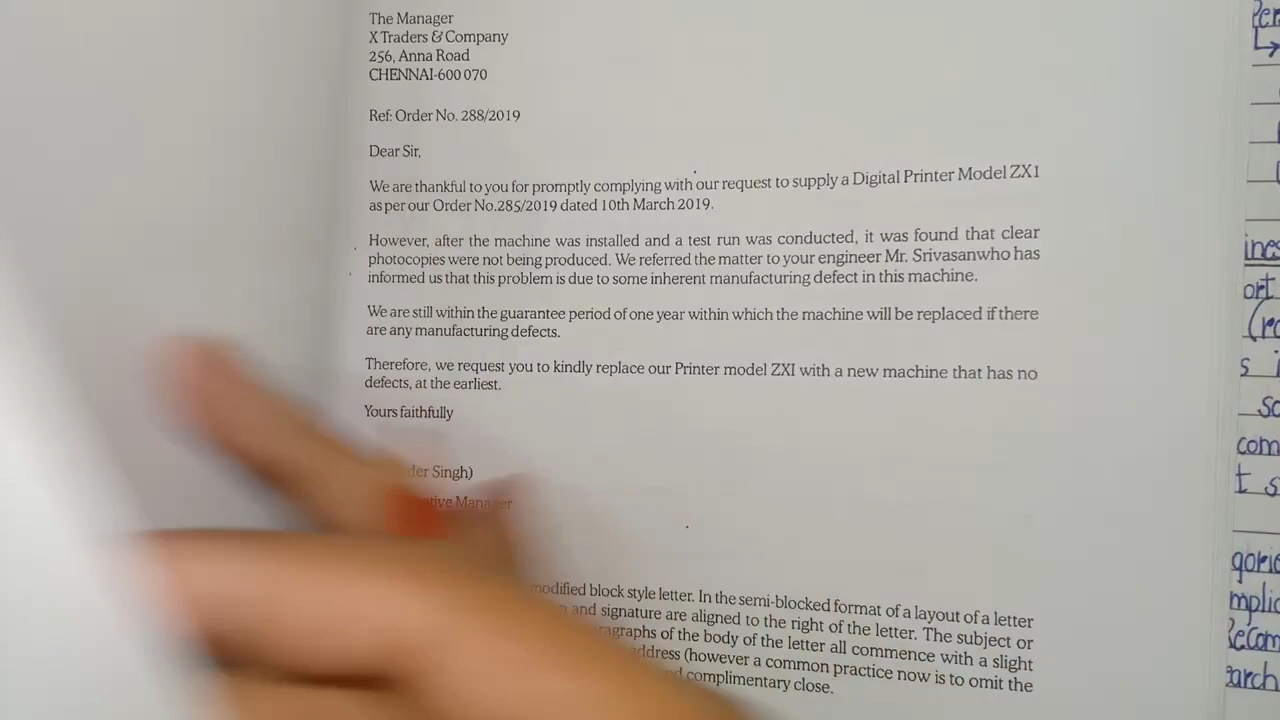 The Manager
X Traders & Company
256, Anna Road
CHENNAI-600 070
Ref: Order No. 288/2019
Dear Sir,
We are thankful to you for promptly complying with our request to supply a Digital Printer Model ZX1
as per our Order No.285/2019 dated 10th March 2019.
However, after the machine was installed and a test run was conducted, it was found that clear
photocopies were not being produced. We referred the matter to your engineer Mr. Srivasanwho has
informed us that this problem is due to some inherent manufacturing defect in this machine.
We are still within the guarantee period of one year within which the machine will be replaced if there
are any manufacturing defects.
Therefore, we request you to kindly replace our Printer model ZXI with a new machine that has no
defects, at the earliest.
Yours faithfully
Singh)
Manager
modified block style letter. In the semi-blocked format of a layout of a letter
and signature are aligned to the right of the letter. The subject or
of the body of the letter all commence with a slight
(however a common practice now is to omit the
complimentary close.